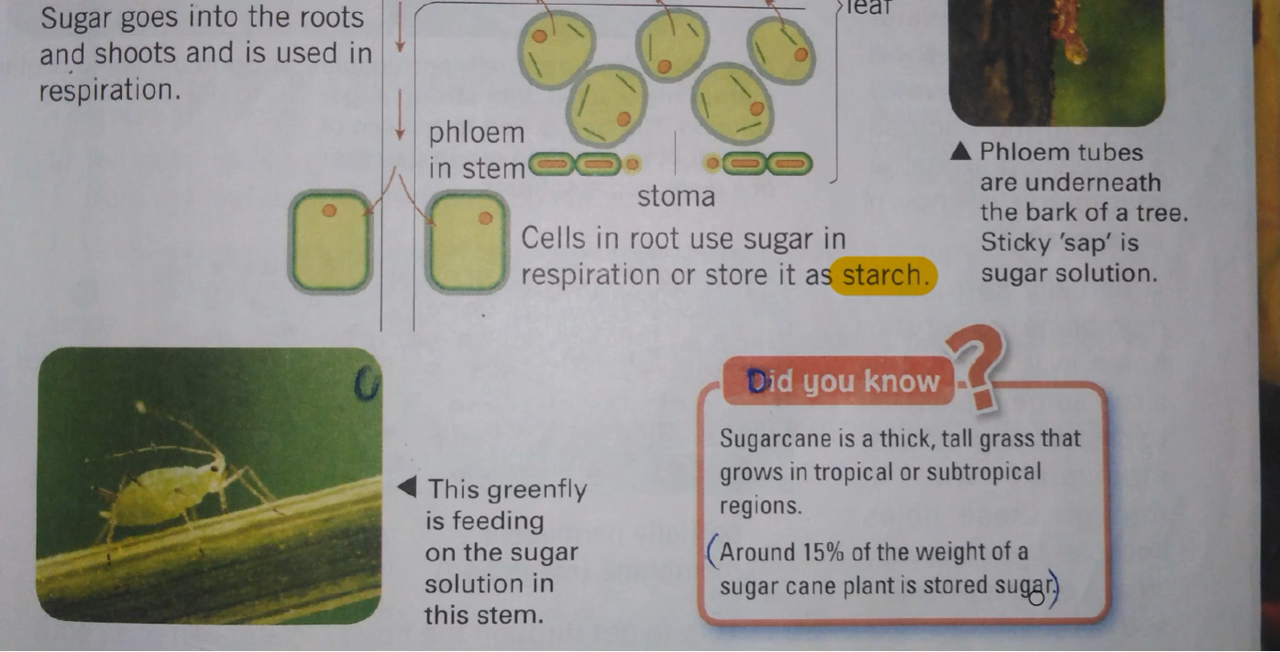 Sugar goes into the roots
and shoots and is used in
respiration.
phloem
in stem
stoma
leaf
Cells in root use sugar in
respiration or store it as starch.
▲ Phloem tubes
are underneath
the bark of a tree.
Sticky 'sap' is
sugar solution.
◀ This greenfly
is feeding
on the sugar
solution in
this stem.
Did you know ?
Sugarcane is a thick, tall grass that
grows in tropical or subtropical
regions.
(Around 15% of the weight of a
sugar cane plant is stored sugar.)